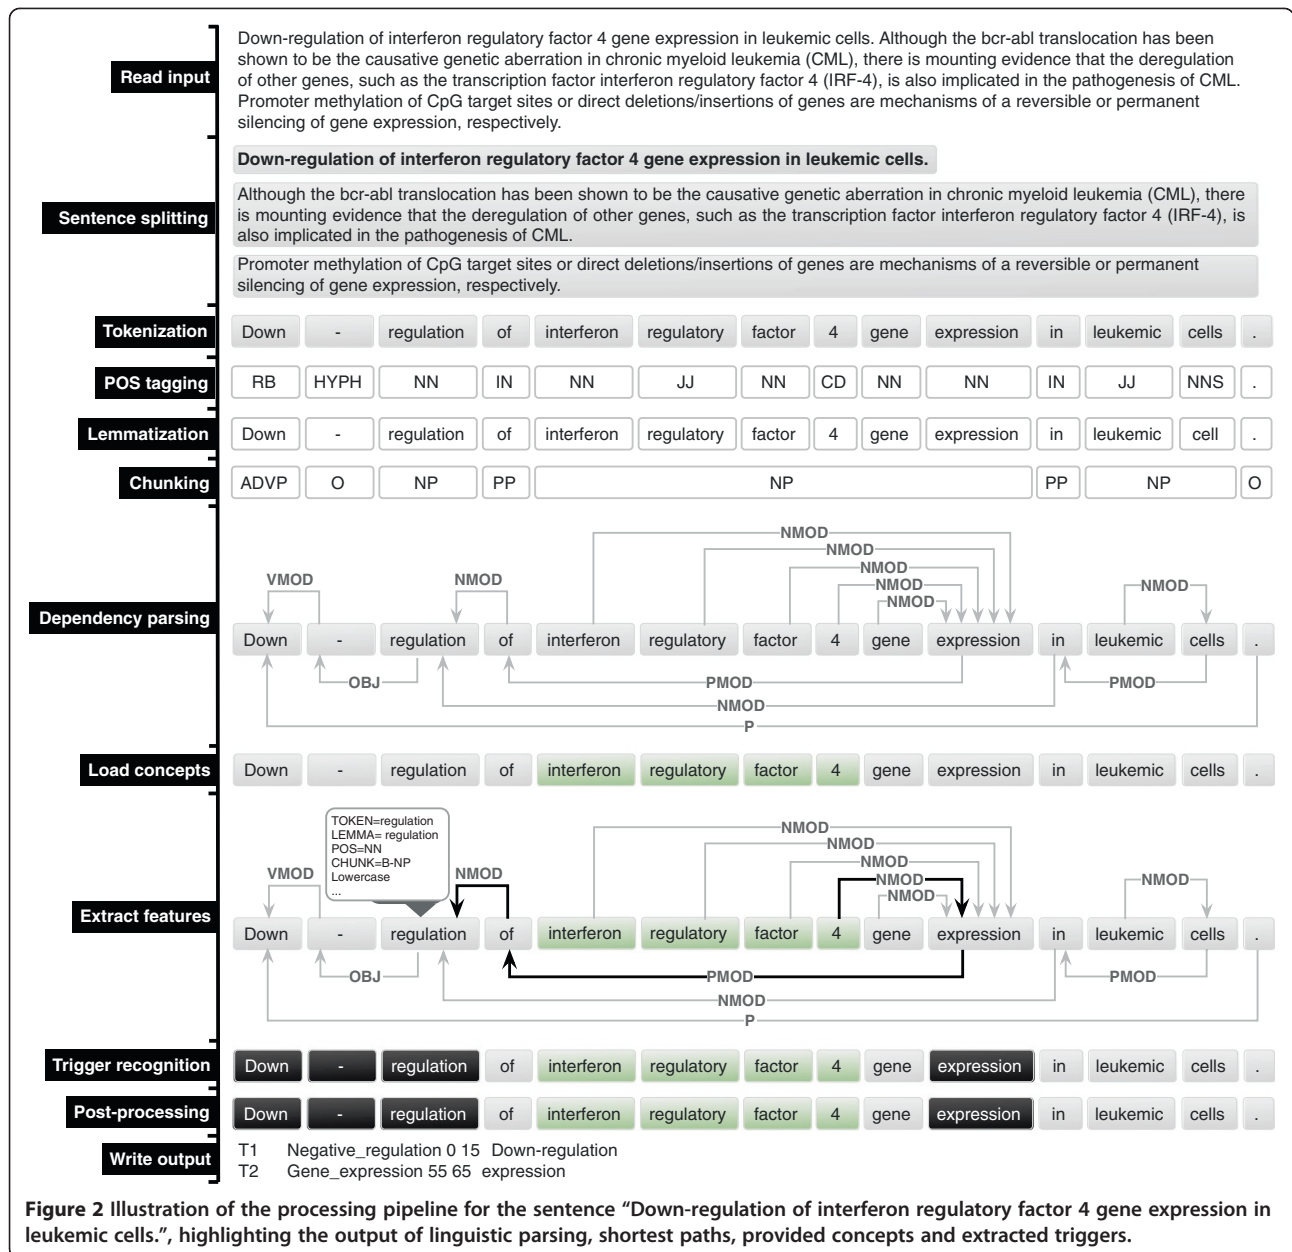 Read input
Down-regulation of interferon regulatory factor 4 gene expression in leukemic cells. Although the bcr-abl translocation has been
shown to be the causative genetic aberration in chronic myeloid leukemia (CML), there is mounting evidence that the deregulation
of other genes, such as the transcription factor interferon regulatory factor 4 (IRF-4), is also implicated in the pathogenesis of CML.
Promoter methylation of CpG target sites or direct deletions/insertions of genes are mechanisms of a reversible or permanent
silencing of gene expression, respectively.
Sentence splitting
Down-regulation of interferon regulatory factor 4 gene expression in leukemic cells.
Although the bcr-abl translocation has been shown to be the causative genetic aberration in chronic myeloid leukemia (CML), there
is mounting evidence that the deregulation of other genes, such as the transcription factor interferon regulatory factor 4 (IRF-4), is
also implicated in the pathogenesis of CML.
Promoter methylation of CpG target sites or direct deletions/insertions of genes are mechanisms of a reversible or permanent
silencing of gene expression, respectively.
Tokenization Down - regulation of interferon regulatory factor 4 gene expression in leukemic cells .
POS tagging RB HYPH NN IN NN JJ NN CD NN NN IN JJ NNS .
Lemmatization Down - regulation of interferon regulatory factor 4 gene expression in leukemic cell .
Chunking ADVP O NP PP NP PP NP O
NMOD
NMOD
NMOD
VMOD NMOD NMOD NMOD
NMOD
Dependency parsing Down - regulation of interferon regulatory factor 4 gene expression in leukemic cells .
OBJ PMOD PMOD
NMOD
P
Load concepts Down - regulation of interferon regulatory factor 4 gene expression in leukemic cells .
TOKEN=regulation
LEMMA= regulation
POS=NN
CHUNK=B-NP
Lowercase
...
NMOD
NMOD
NMOD
VMOD NMOD NMOD NMOD
NMOD
Extract features Down - regulation of interferon regulatory factor 4 gene expression in leukemic cells .
OBJ PMOD PMOD
NMOD
P
Trigger recognition Down - regulation of interferon regulatory factor 4 gene expression in leukemic cells .
Post-processing Down - regulation of interferon regulatory factor 4 gene expression in leukemic cells .
Write output
T1 Negative_regulation 0 15 Down-regulation
T2 Gene_expression 55 65 expression
Figure 2 Illustration of the processing pipeline for the sentence “Down-regulation of interferon regulatory factor 4 gene expression in
leukemic cells.”, highlighting the output of linguistic parsing, shortest paths, provided concepts and extracted triggers.